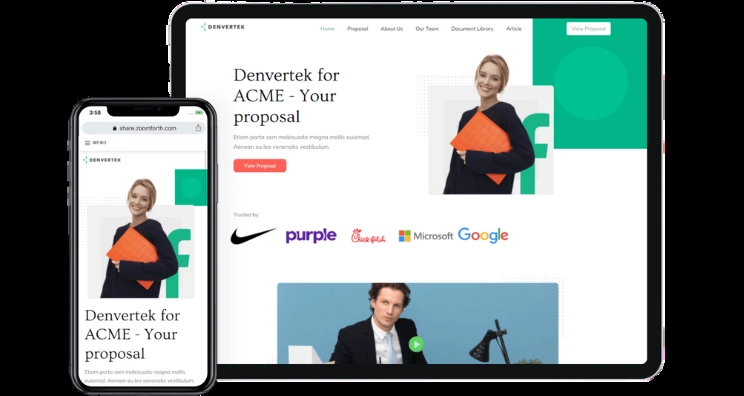 DENVERTEK
Home Proposal About Us Our Team Document Library Article View Proposal
Denvertek for
ACME - Your
proposal
Etiam porta sem malesuada magna mollis euismod.
Aenean eu leo venenatis vestibulum.
View Proposal
Trusted by:
purple Chick-fil-A Microsoft Google
3:58
share.zoomforth.com
MENU
DENVERTEK
Denvertek for
ACME - Your
proposal
Etiam porta sem malesuada magna mollis
euismod. Aenean eu leo venenatis vestibulum.